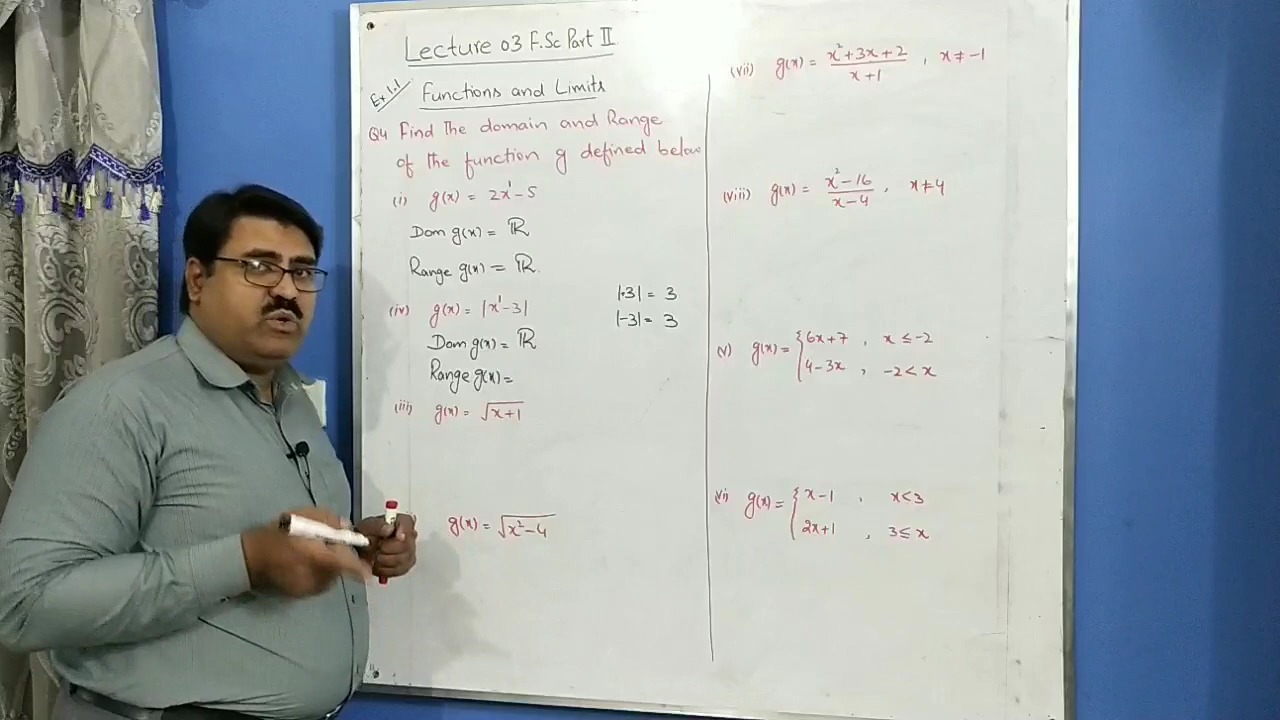 Lecture 03 F.Sc Part II
Ex 1.1 Functions and Limits
Q4 Find The domain and Range
of the function g defined below
(i) g(x) = 2x¹-5
Dom g(x) = ℝ
Range g(x) = ℝ.
(iv) g(x) = |x¹-3|
|+3| = 3
|-3| = 3
Dom g(x) = ℝ
Range g(x) =
(iii) g(x) = √(x+1)
g(x) = √(x²-4)
(vii) g(x) = (x²+3x+2)/(x+1) , x ≠ -1
(viii) g(x) = (x²-16)/(x-4) , x ≠ 4
(v) g(x) = { 6x+7 , x ≤ -2
4-3x , -2 < x
vi) g(x) = { x-1 , x < 3
2x+1 , 3 ≤ x